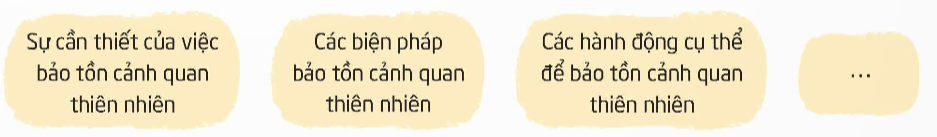 Sự cần thiết của việc
bảo tồn cảnh quan
thiên nhiên
Các biện pháp
bảo tồn cảnh quan
thiên nhiên
Các hành động cụ thể
để bảo tồn cảnh quan
thiên nhiên
...